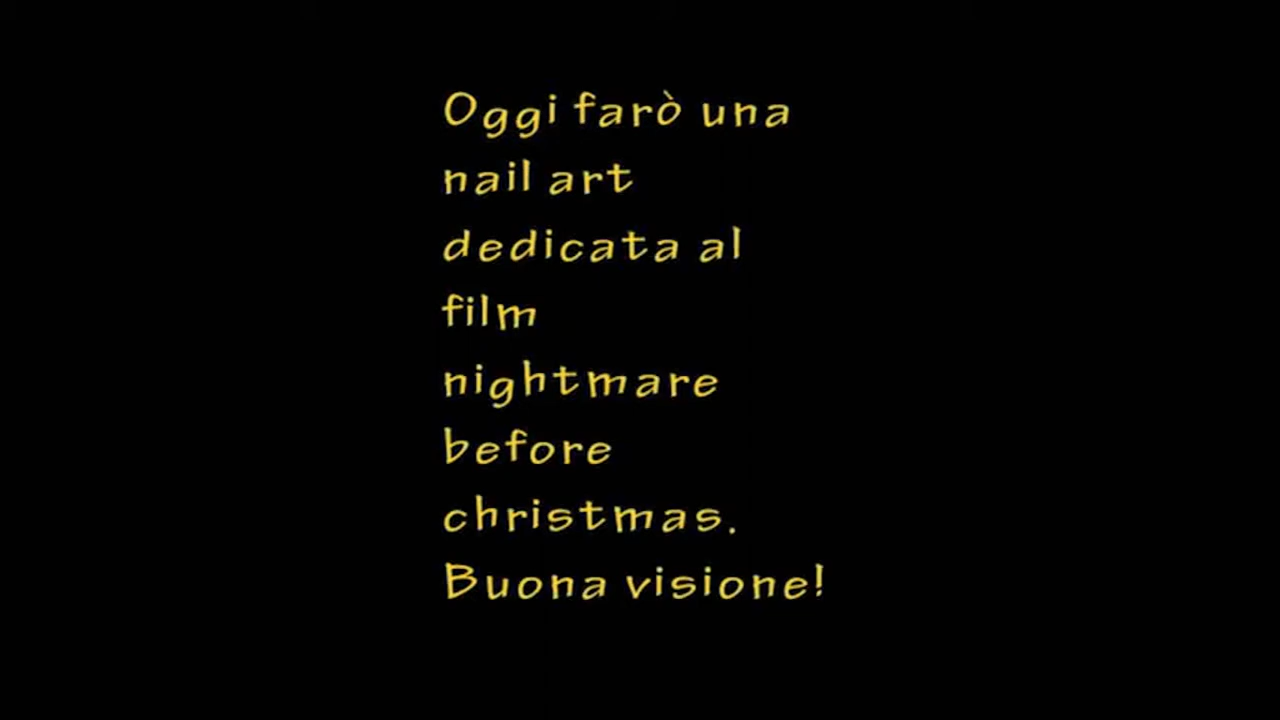 Oggi farò una
nail art
dedicata al
film
nightmare
before
christmas.
Buona visione!